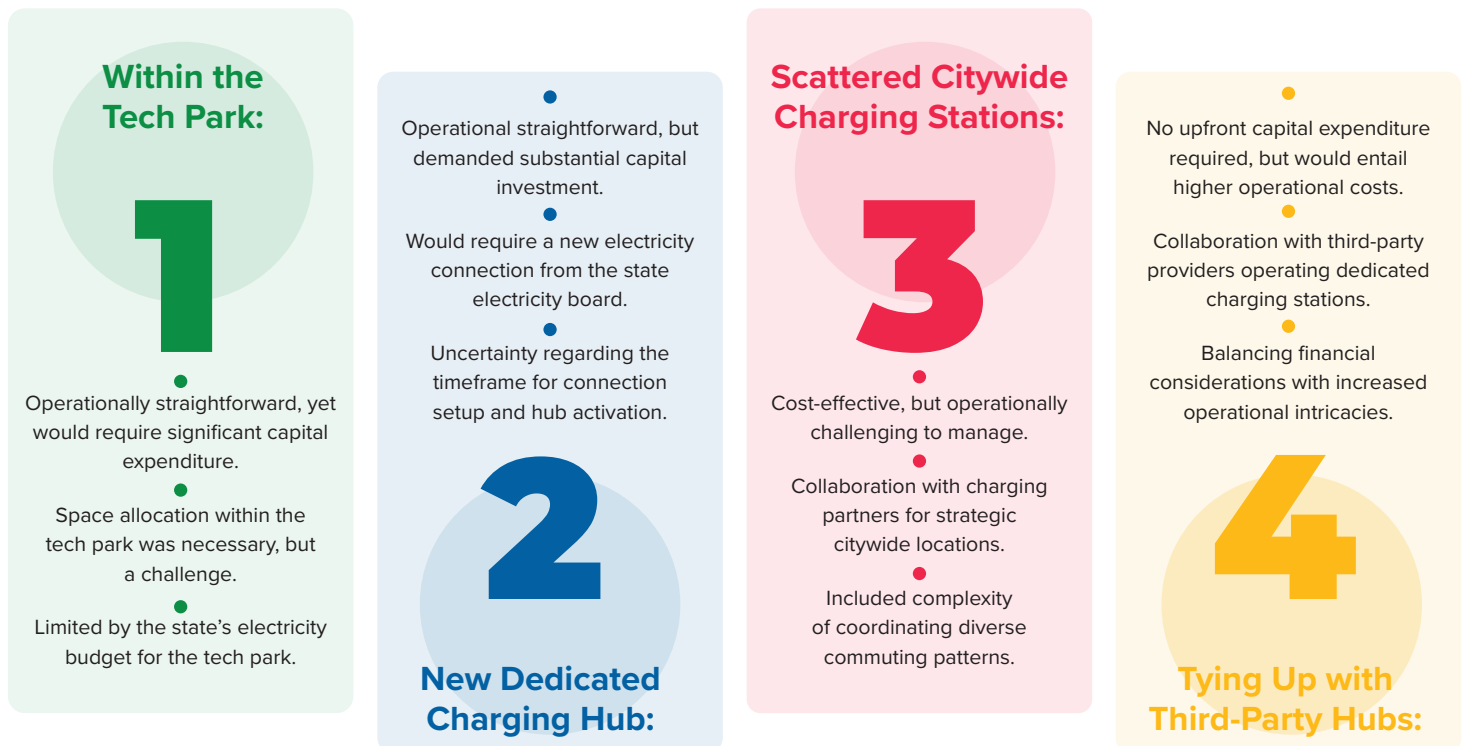 Within the
Tech Park:
1
Operationally straightforward, yet
would require significant capital
expenditure.
Space allocation within the
tech park was necessary, but
a challenge.
Limited by the state’s electricity
budget for the tech park.
Operational straightforward, but
demanded substantial capital
investment.
Would require a new electricity
connection from the state
electricity board.
Uncertainty regarding the
timeframe for connection
setup and hub activation.
2
New Dedicated
Charging Hub:
Scattered Citywide
Charging Stations:
3
Cost-effective, but operationally
challenging to manage.
Collaboration with charging
partners for strategic
citywide locations.
Included complexity
of coordinating diverse
commuting patterns.
No upfront capital expenditure
required, but would entail
higher operational costs.
Collaboration with third-party
providers operating dedicated
charging stations.
Balancing financial
considerations with increased
operational intricacies.
4
Tying Up with
Third-Party Hubs: